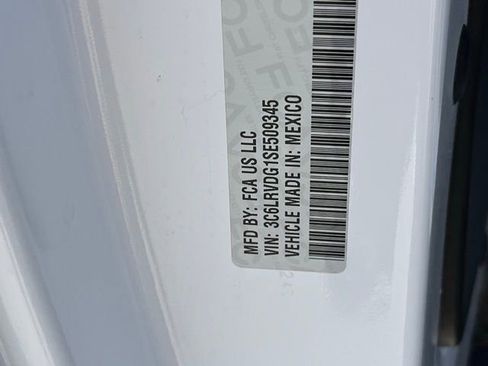 MFD BY: FCA US LLC
VIN: 3C6LRVDG1SE509345
VEHICLE MADE IN: MEXICO